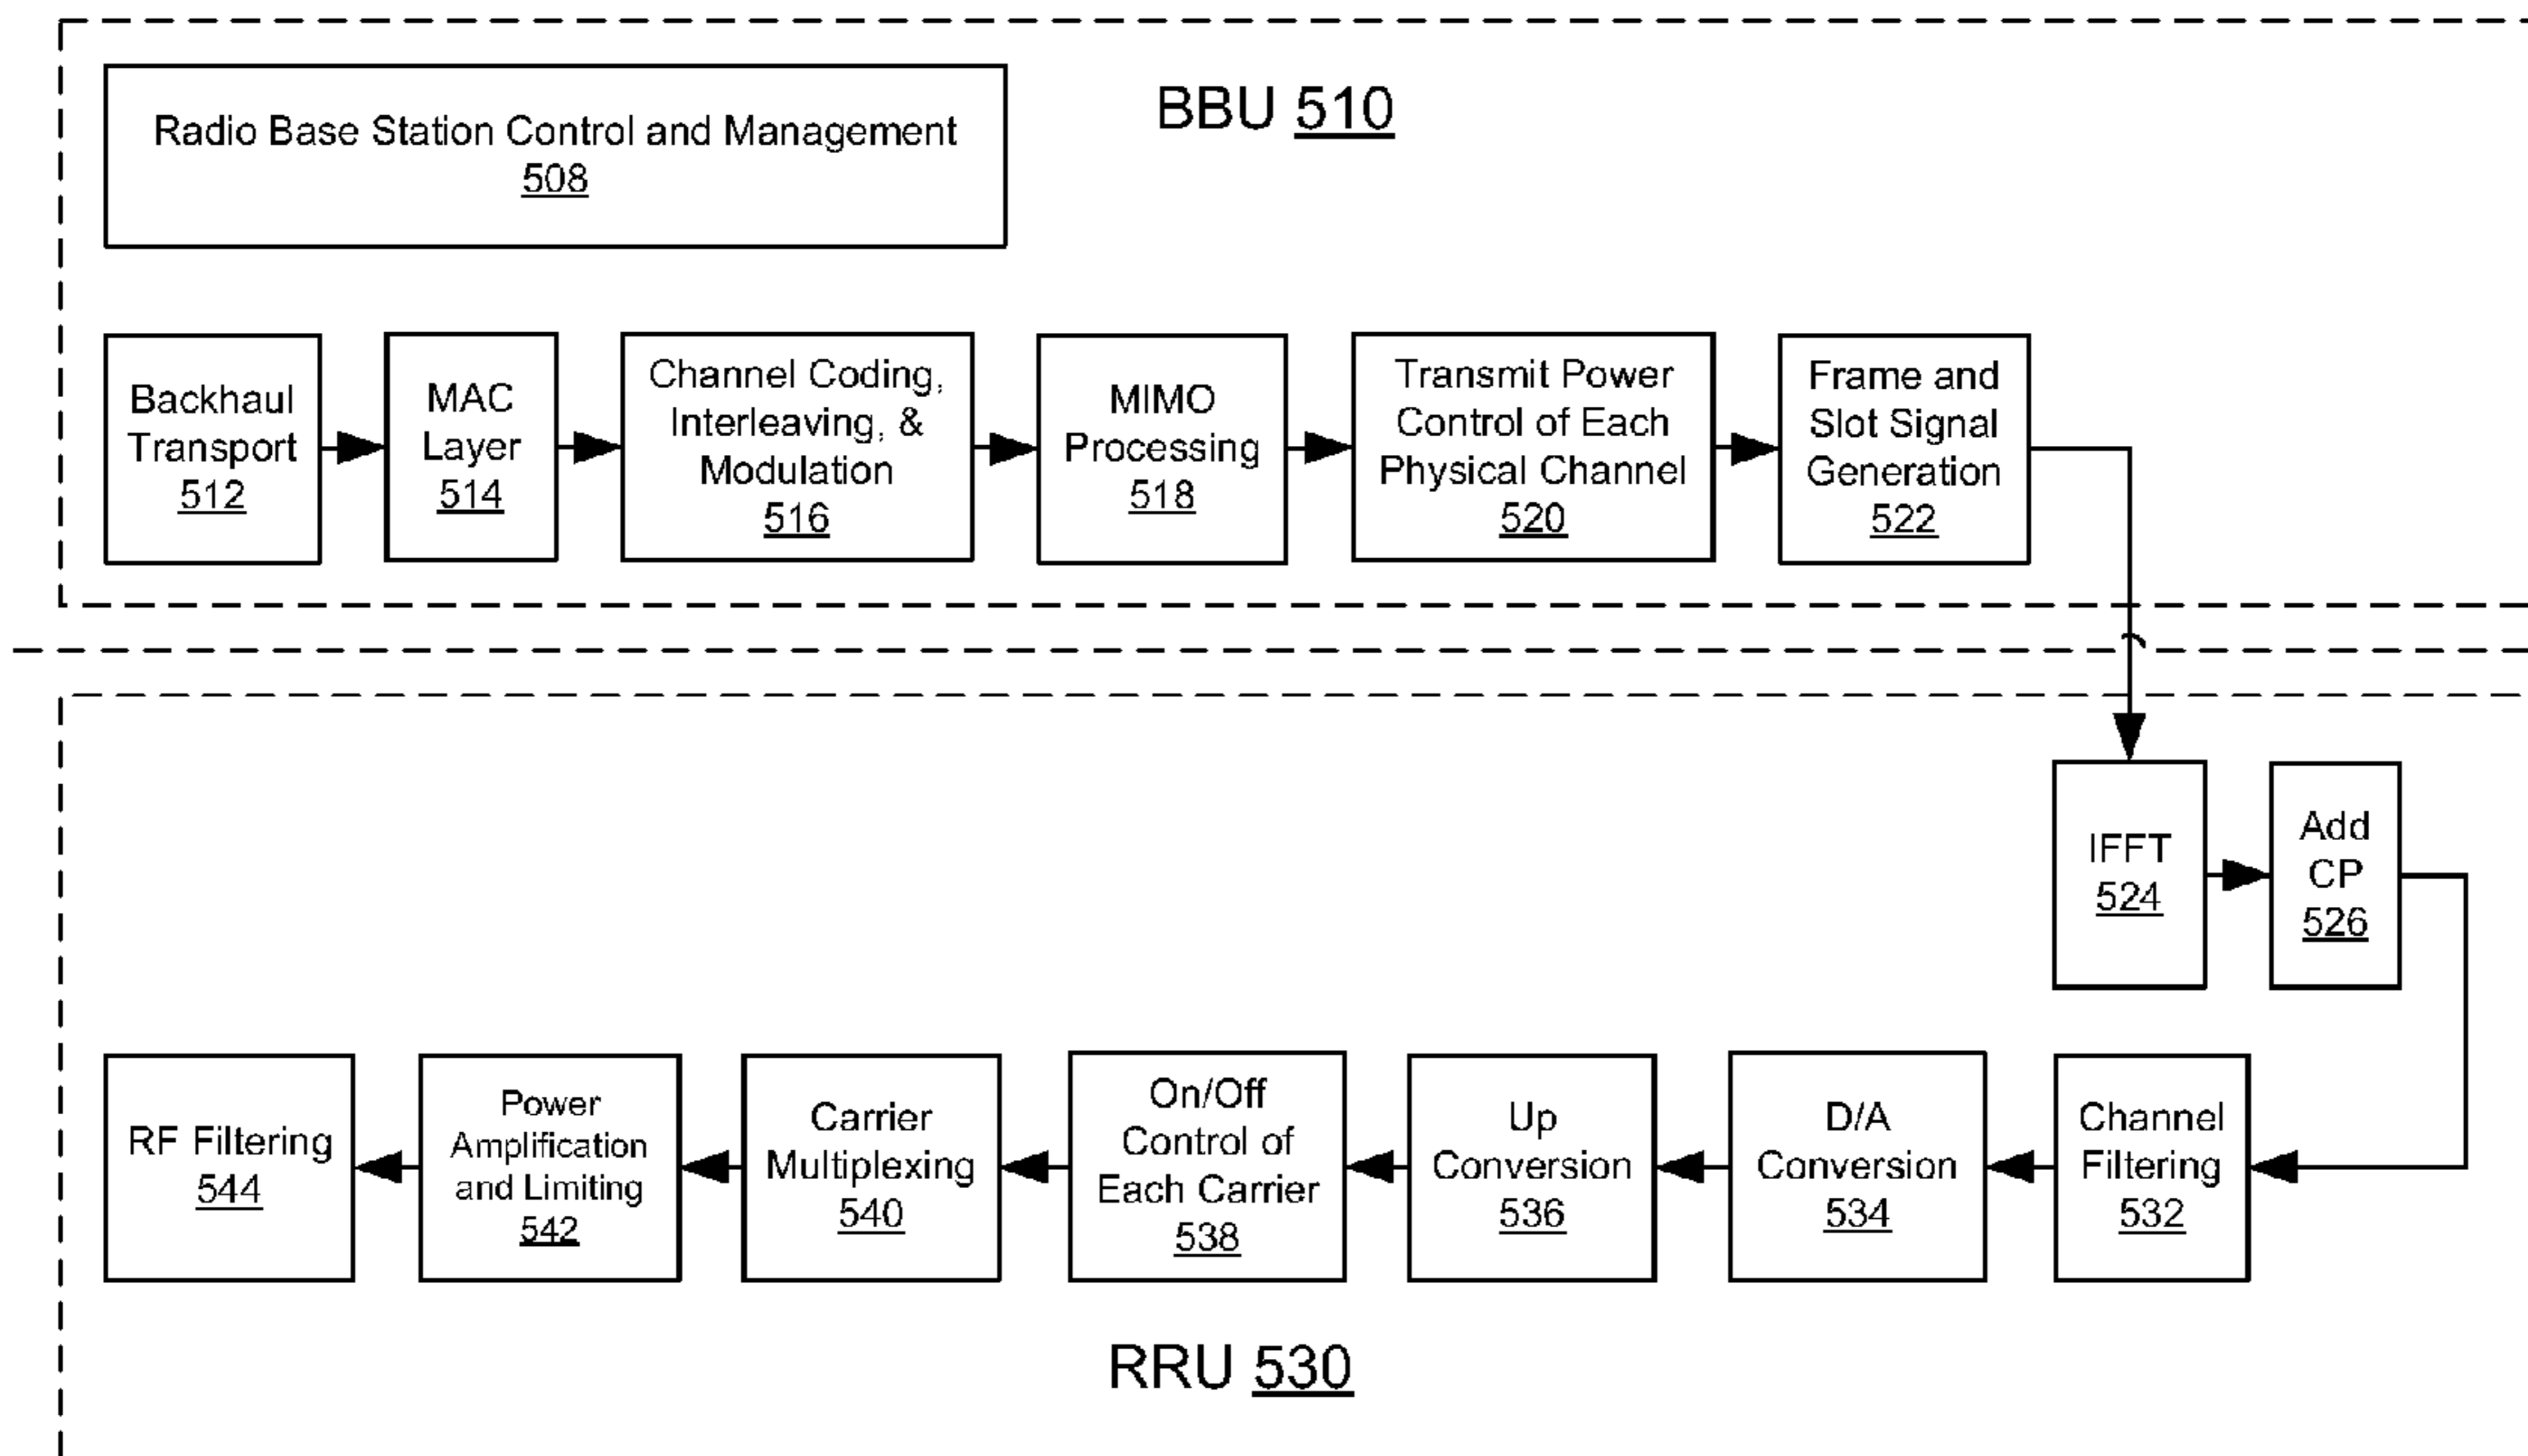 Radio Base Station Control and Management
508
BBU 510
Backhaul
Transport
512
MAC
Layer
514
Channel Coding,
Interleaving, &
Modulation
516
MIMO
Processing
518
Transmit Power
Control of Each
Physical Channel
520
Frame and
Slot Signal
Generation
522
IFFT
524
Add
CP
526
RF Filtering
544
Power
Amplification
and Limiting
542
Carrier
Multiplexing
540
On/Off
Control of
Each Carrier
538
Up
Conversion
536
D/A
Conversion
534
Channel
Filtering
532
RRU 530